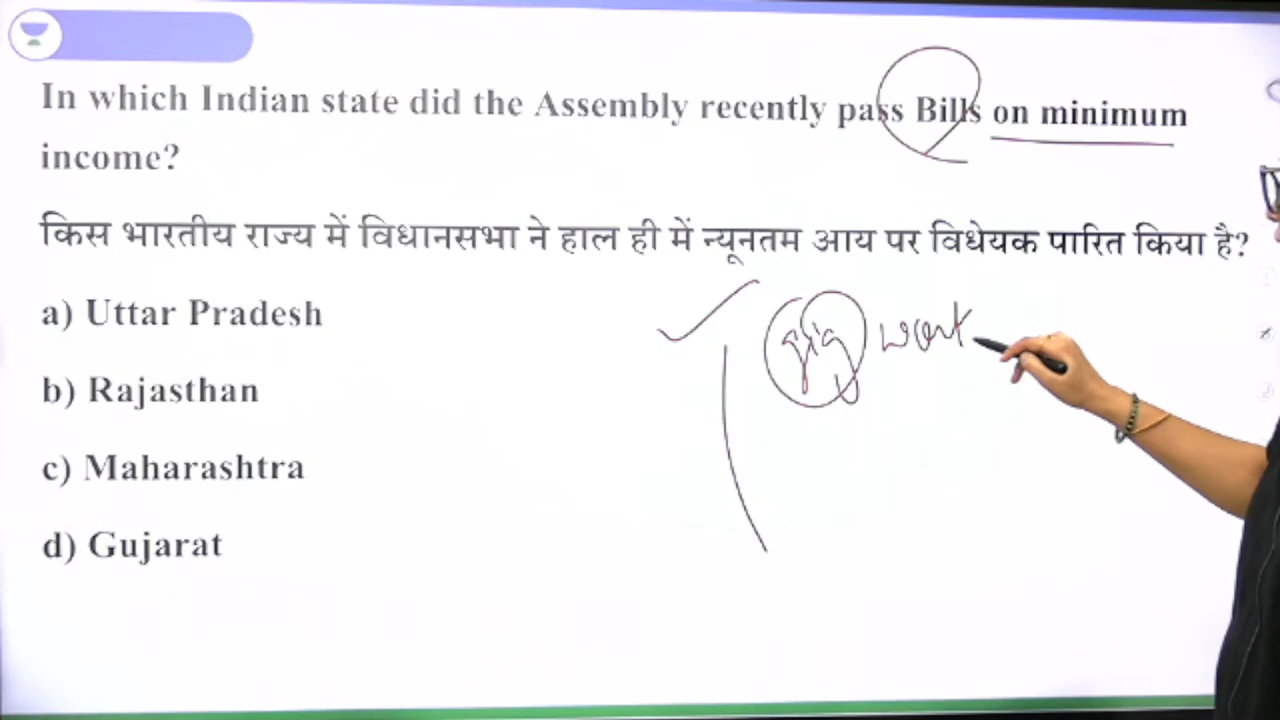 In which Indian state did the Assembly recently pass Bills on minimum
income?
किस भारतीय राज्य में विधानसभा ने हाल ही में न्यूनतम आय पर विधेयक पारित किया है?
a) Uttar Pradesh
gig work
b) Rajasthan
c) Maharashtra
d) Gujarat